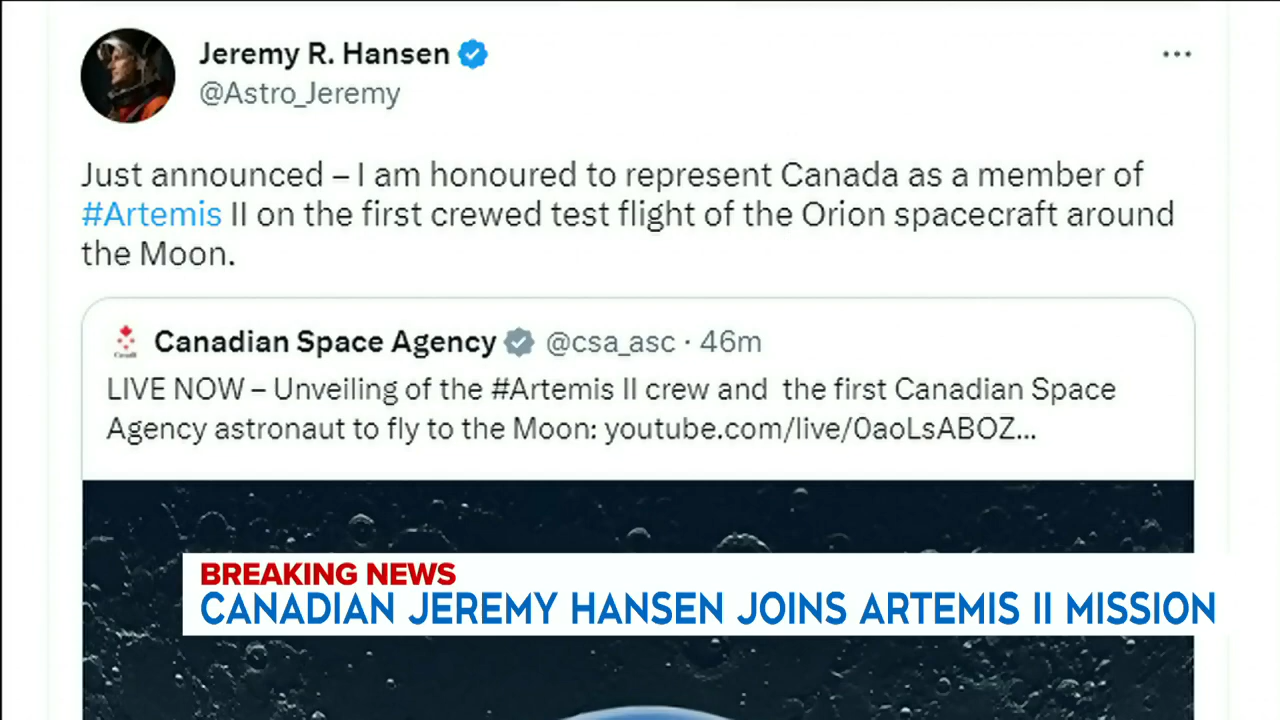 Jeremy R. Hansen
@Astro_Jeremy
Just announced – I am honoured to represent Canada as a member of
#Artemis II on the first crewed test flight of the Orion spacecraft around
the Moon.
Canadian Space Agency @csa_asc · 46m
LIVE NOW – Unveiling of the #Artemis II crew and the first Canadian Space
Agency astronaut to fly to the Moon: youtube.com/live/0aoLsABOZ...
BREAKING NEWS
CANADIAN JEREMY HANSEN JOINS ARTEMIS II MISSION